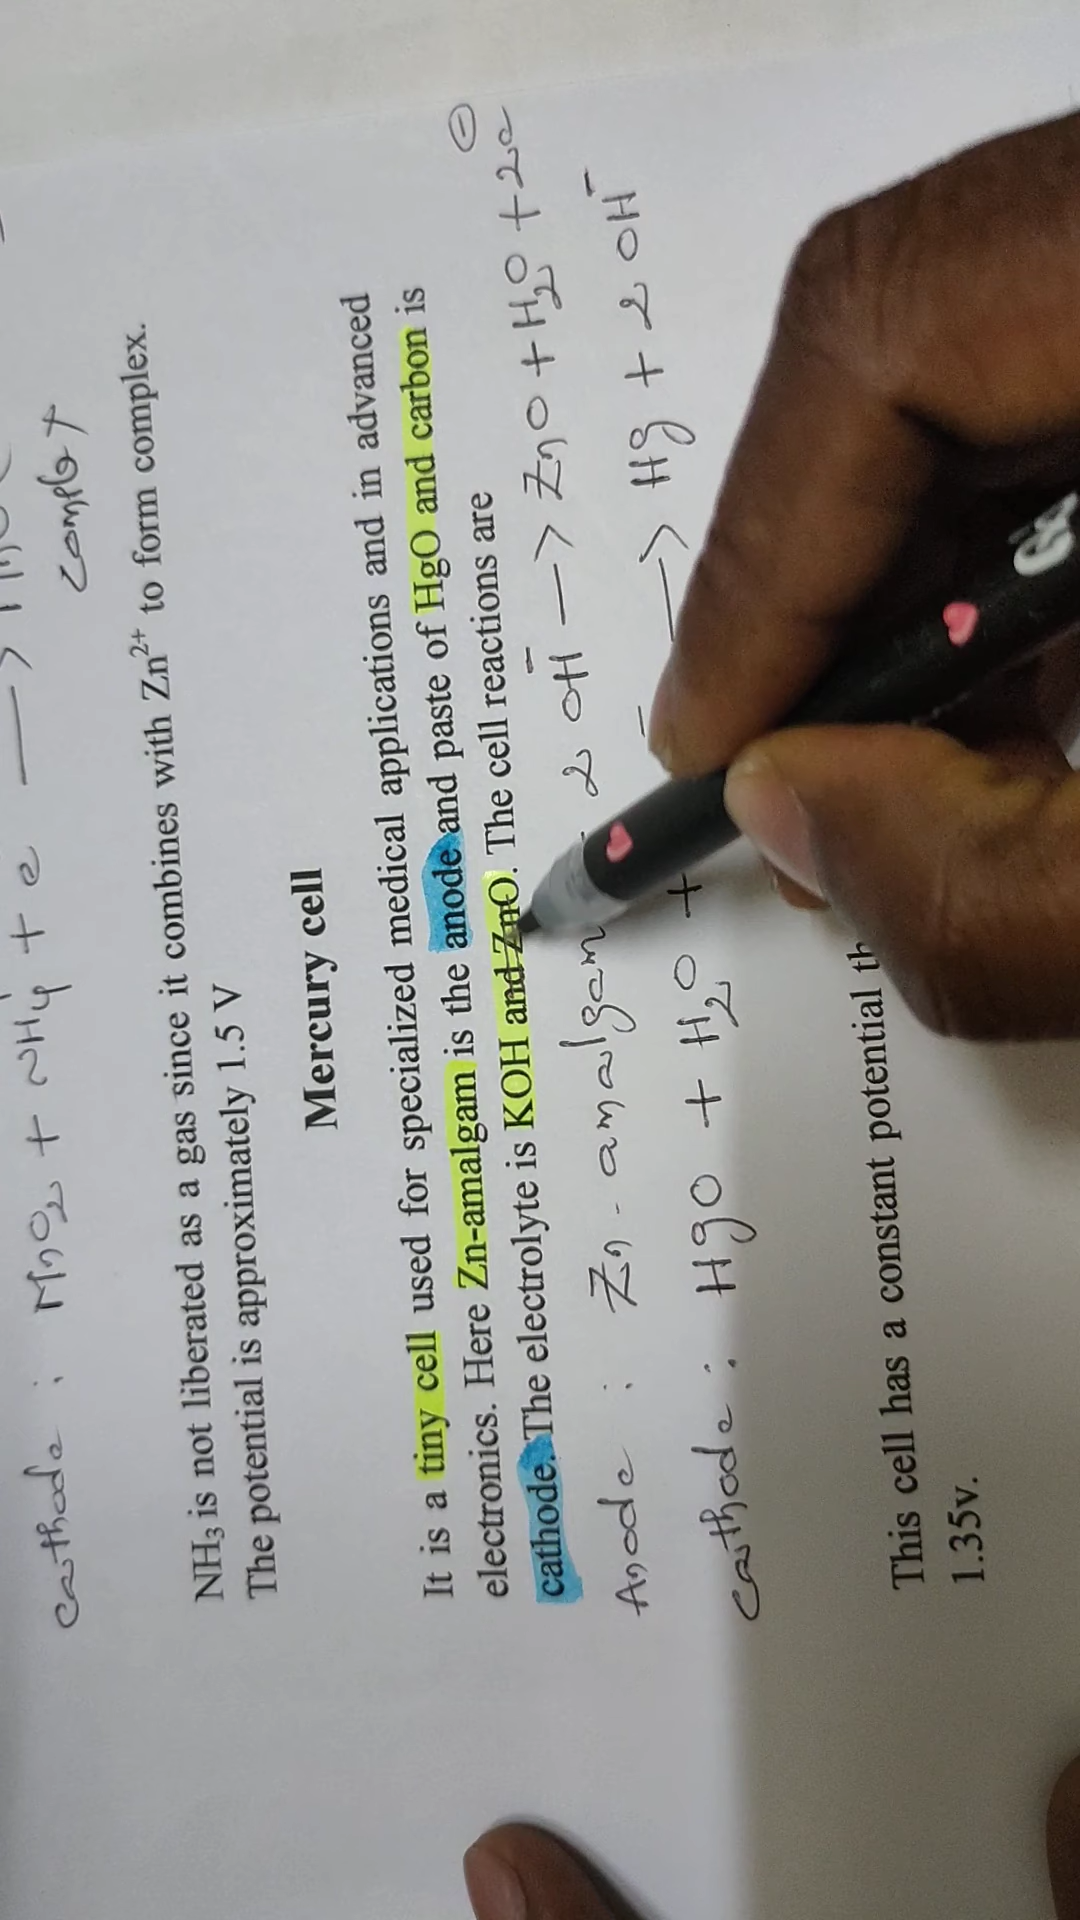 cathode : MnO2 + NH4+ + e ⟶
complex
NH3 is not liberated as a gas since it combines with Zn2+ to form complex.
The potential is approximately 1.5 V
Mercury cell
It is a tiny cell used for specialized medical applications and in advanced
electronics. Here Zn-amalgam is the anode and paste of HgO and carbon is
cathode. The electrolyte is KOH and ZnO. The cell reactions are
Anode : Zn - amalgam 2 OH- ⟶ ZnO + H2O + 2e-
cathode : HgO + H2O + ⟶ Hg + 2 OH-
This cell has a constant potential
1.35v.